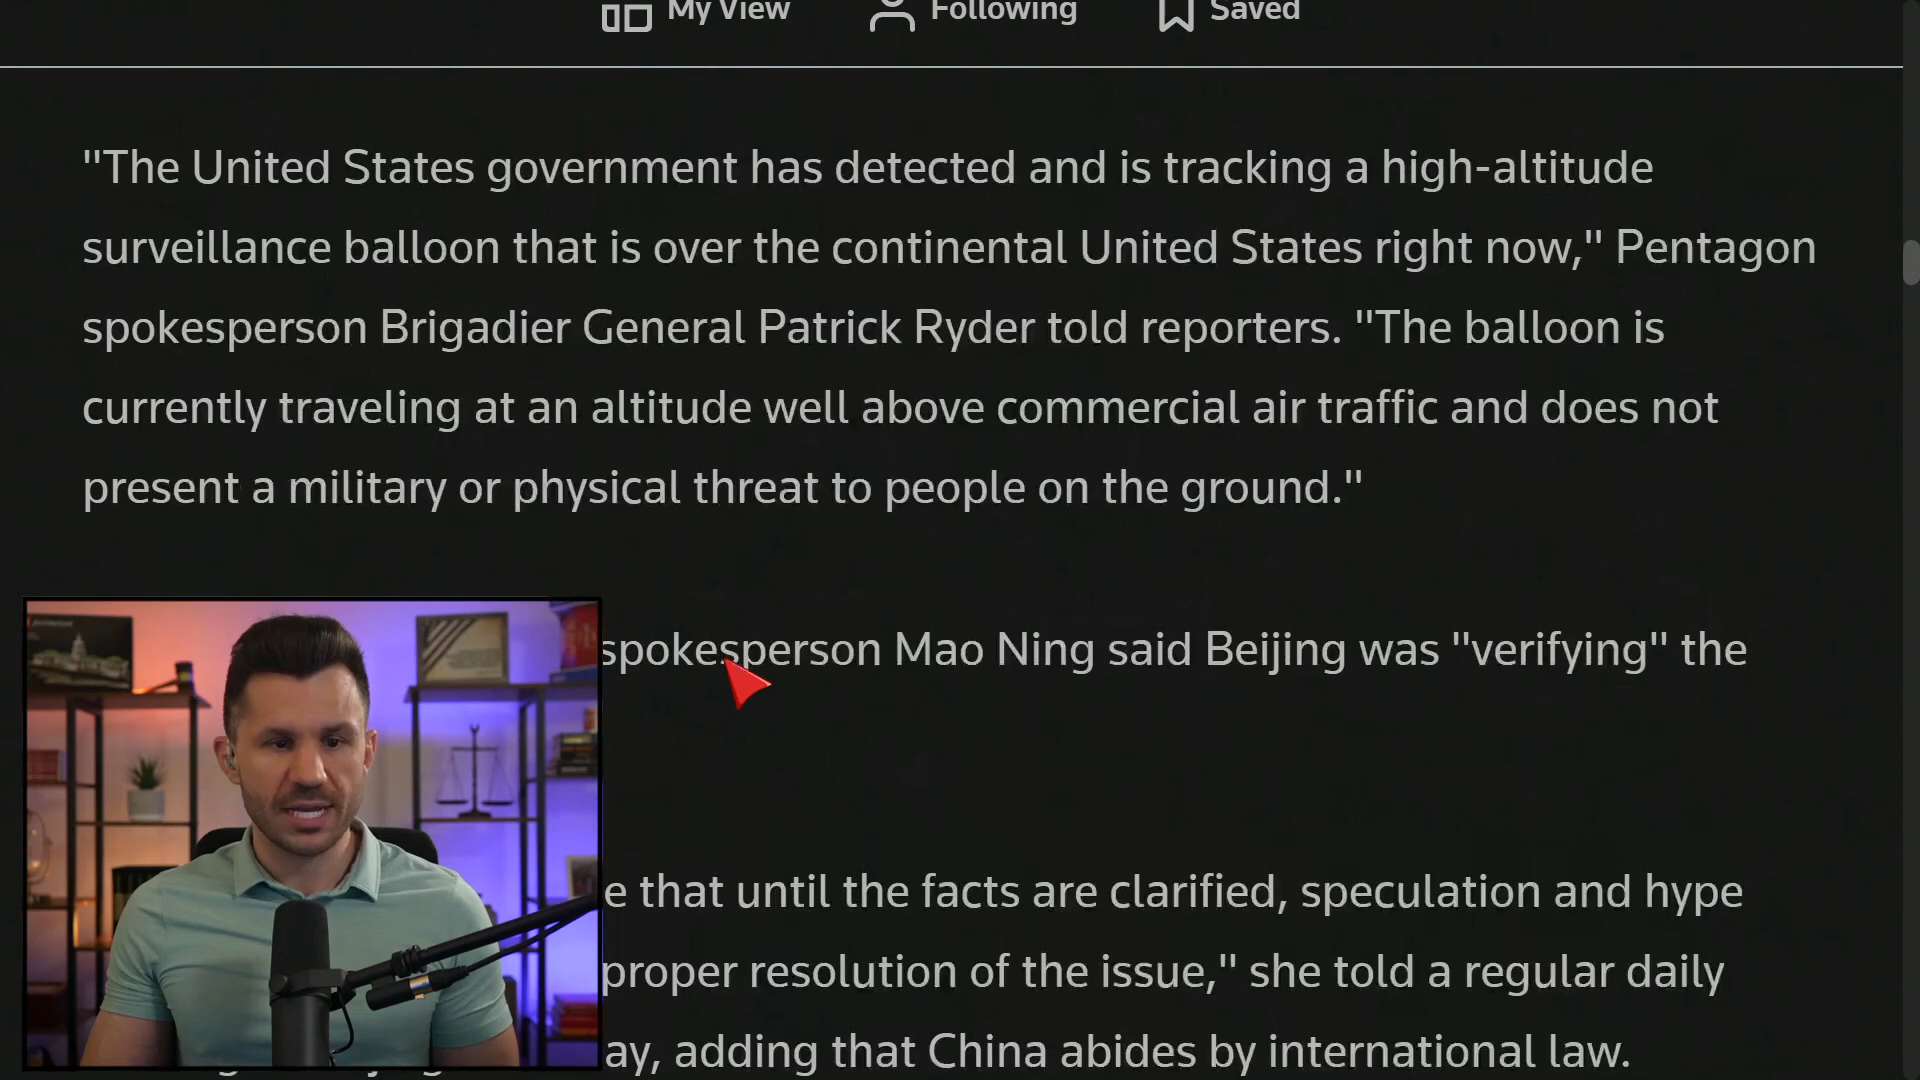 My View Following Saved
"The United States government has detected and is tracking a high-altitude
surveillance balloon that is over the continental United States right now," Pentagon
spokesperson Brigadier General Patrick Ryder told reporters. "The balloon is
currently traveling at an altitude well above commercial air traffic and does not
present a military or physical threat to people on the ground."
spokesperson Mao Ning said Beijing was "verifying" the
e that until the facts are clarified, speculation and hype
proper resolution of the issue," she told a regular daily
ay, adding that China abides by international law.